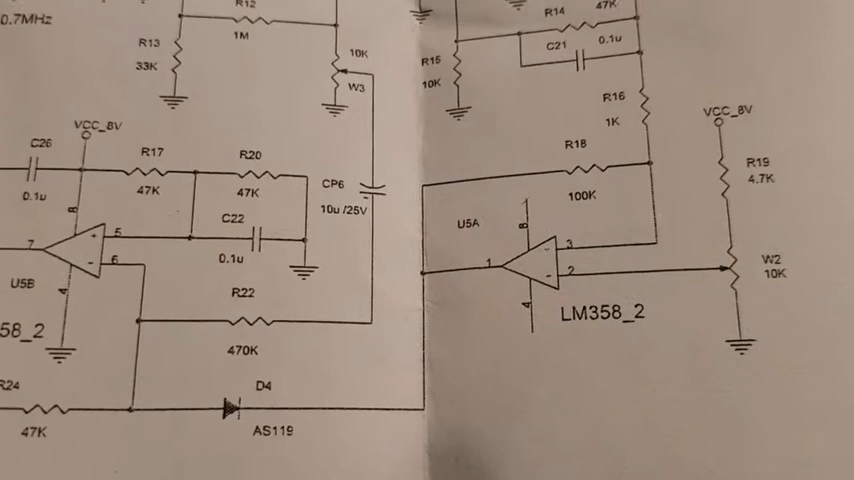 0.7MHz
R12
1M
R13
33K
10K
W3
R14
47K
C21
0.1u
R15
10K
R16
1K
VCC_8V
R19
4.7K
C26
0.1u
VCC_8V
R17
47K
R20
47K
CP6
10u /25V
R18
100K
C22
0.1u
8
5
7
6
U5B
4
58_2
R22
470K
U5A
8
1
3
2
4
LM358_2
W2
10K
R24
47K
D4
AS119